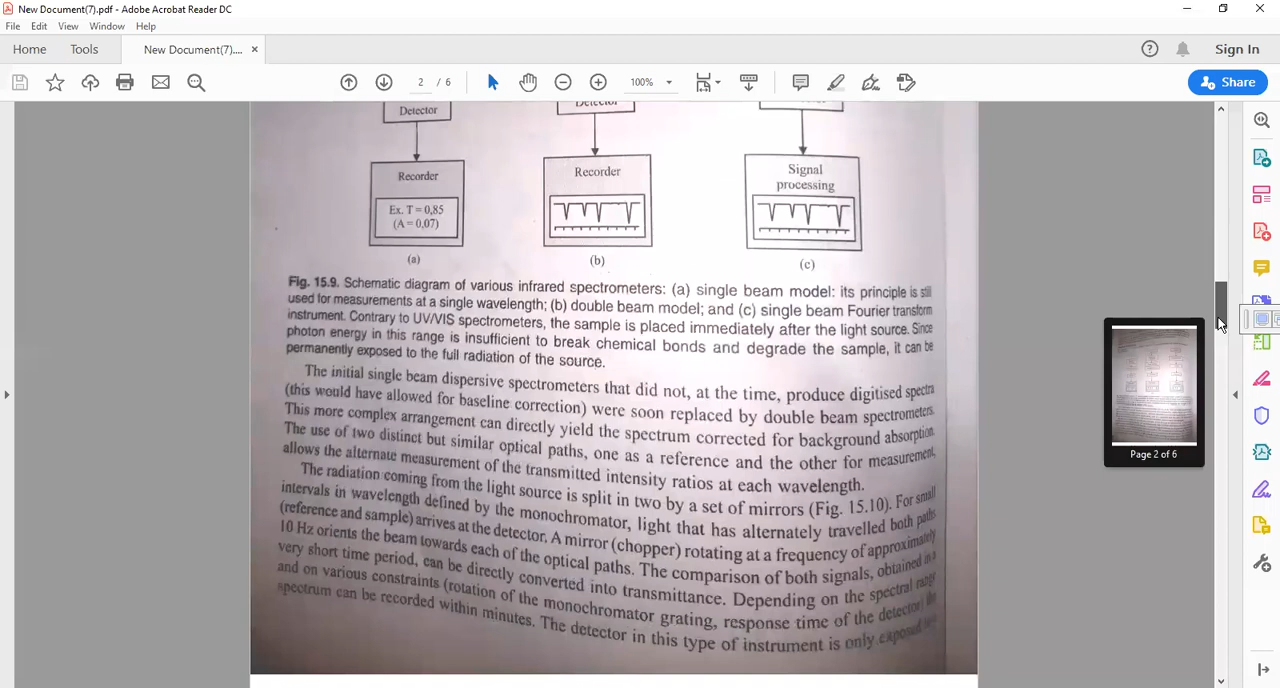 New Document(7).pdf - Adobe Acrobat Reader DC
File Edit View Window Help
Home Tools New Document(7).... × Sign In
2 / 6 100% Share
Detector Detector
Recorder Recorder Signal
processing
Ex. T = 0,85
(A = 0,07)
(a) (b) (c)
Fig. 15.9. Schematic diagram of various infrared spectrometers: (a) single beam model: its principle is still
used for measurements at a single wavelength; (b) double beam model; and (c) single beam Fourier transform
instrument. Contrary to UV/VIS spectrometers, the sample is placed immediately after the light source. Since
photon energy in this range is insufficient to break chemical bonds and degrade the sample, it can be
permanently exposed to the full radiation of the source.
The initial single beam dispersive spectrometers that did not, at the time, produce digitised spectra
(this would have allowed for baseline correction) were soon replaced by double beam spectrometers.
This more complex arrangement can directly yield the spectrum corrected for background absorption.
The use of two distinct but similar optical paths, one as a reference and the other for measurement,
allows the alternate measurement of the transmitted intensity ratios at each wavelength.
The radiation coming from the light source is split in two by a set of mirrors (Fig. 15.10). For small
intervals in wavelength defined by the monochromator, light that has alternately travelled both paths
(reference and sample) arrives at the detector. A mirror (chopper) rotating at a frequency of approximately
10 Hz orients the beam towards each of the optical paths. The comparison of both signals, obtained in a
very short time period, can be directly converted into transmittance. Depending on the spectral range
and on various constraints (rotation of the monochromator grating, response time of the detector) the
spectrum can be recorded within minutes. The detector in this type of instrument is only exposed
Page 2 of 6